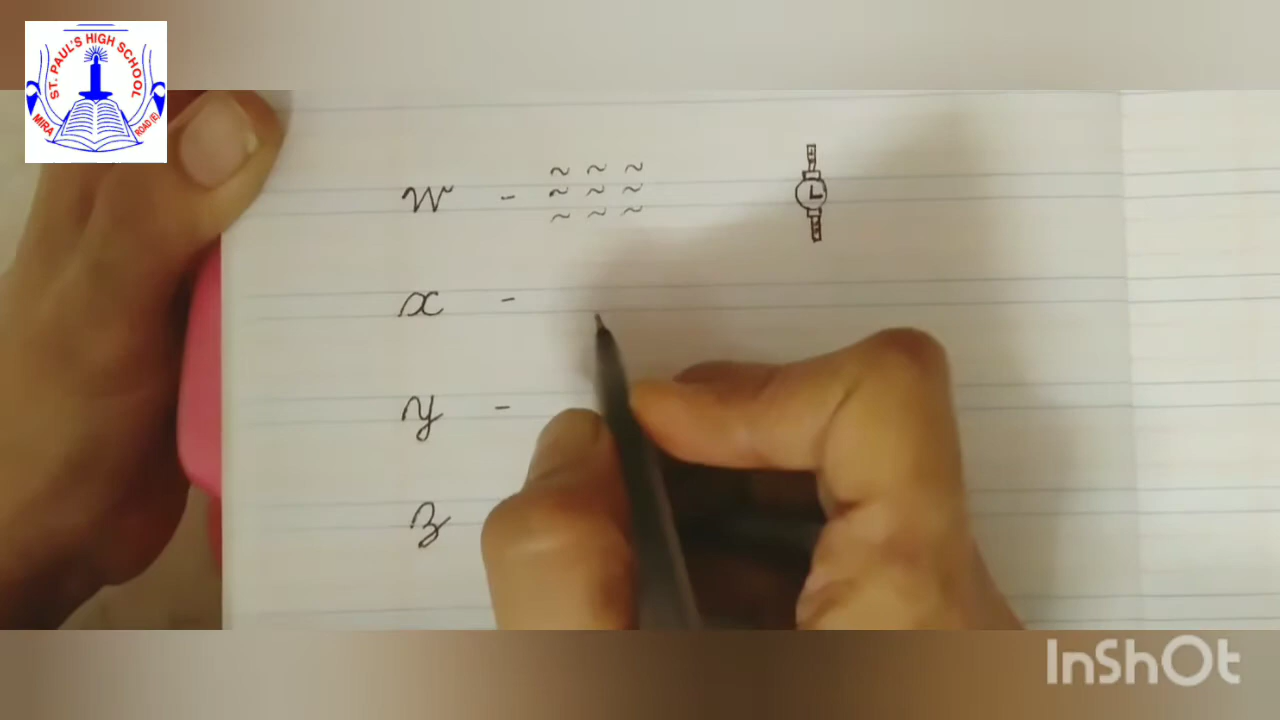 ST. PAUL'S HIGH SCHOOL
MIRA ROAD (E)
w -
x -
y -
z
InShOt